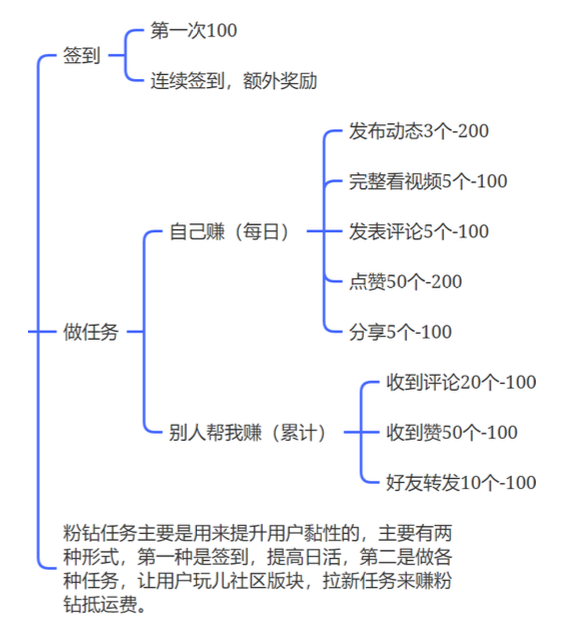 第一次100
签到
连续签到，额外奖励
发布动态3个-200
完整看视频5个-100
自己赚（每日）
发表评论5个-100
点赞50个-200
做任务
分享5个-100
收到评论20个-100
别人帮我赚（累计）
收到赞50个-100
好友转发10个-100
粉钻任务主要是用来提升用户黏性的，主要有两
种形式，第一种是签到，提高日活，第二是做各
种任务，让用户玩儿社区版块，拉新任务来赚粉
钻抵运费。